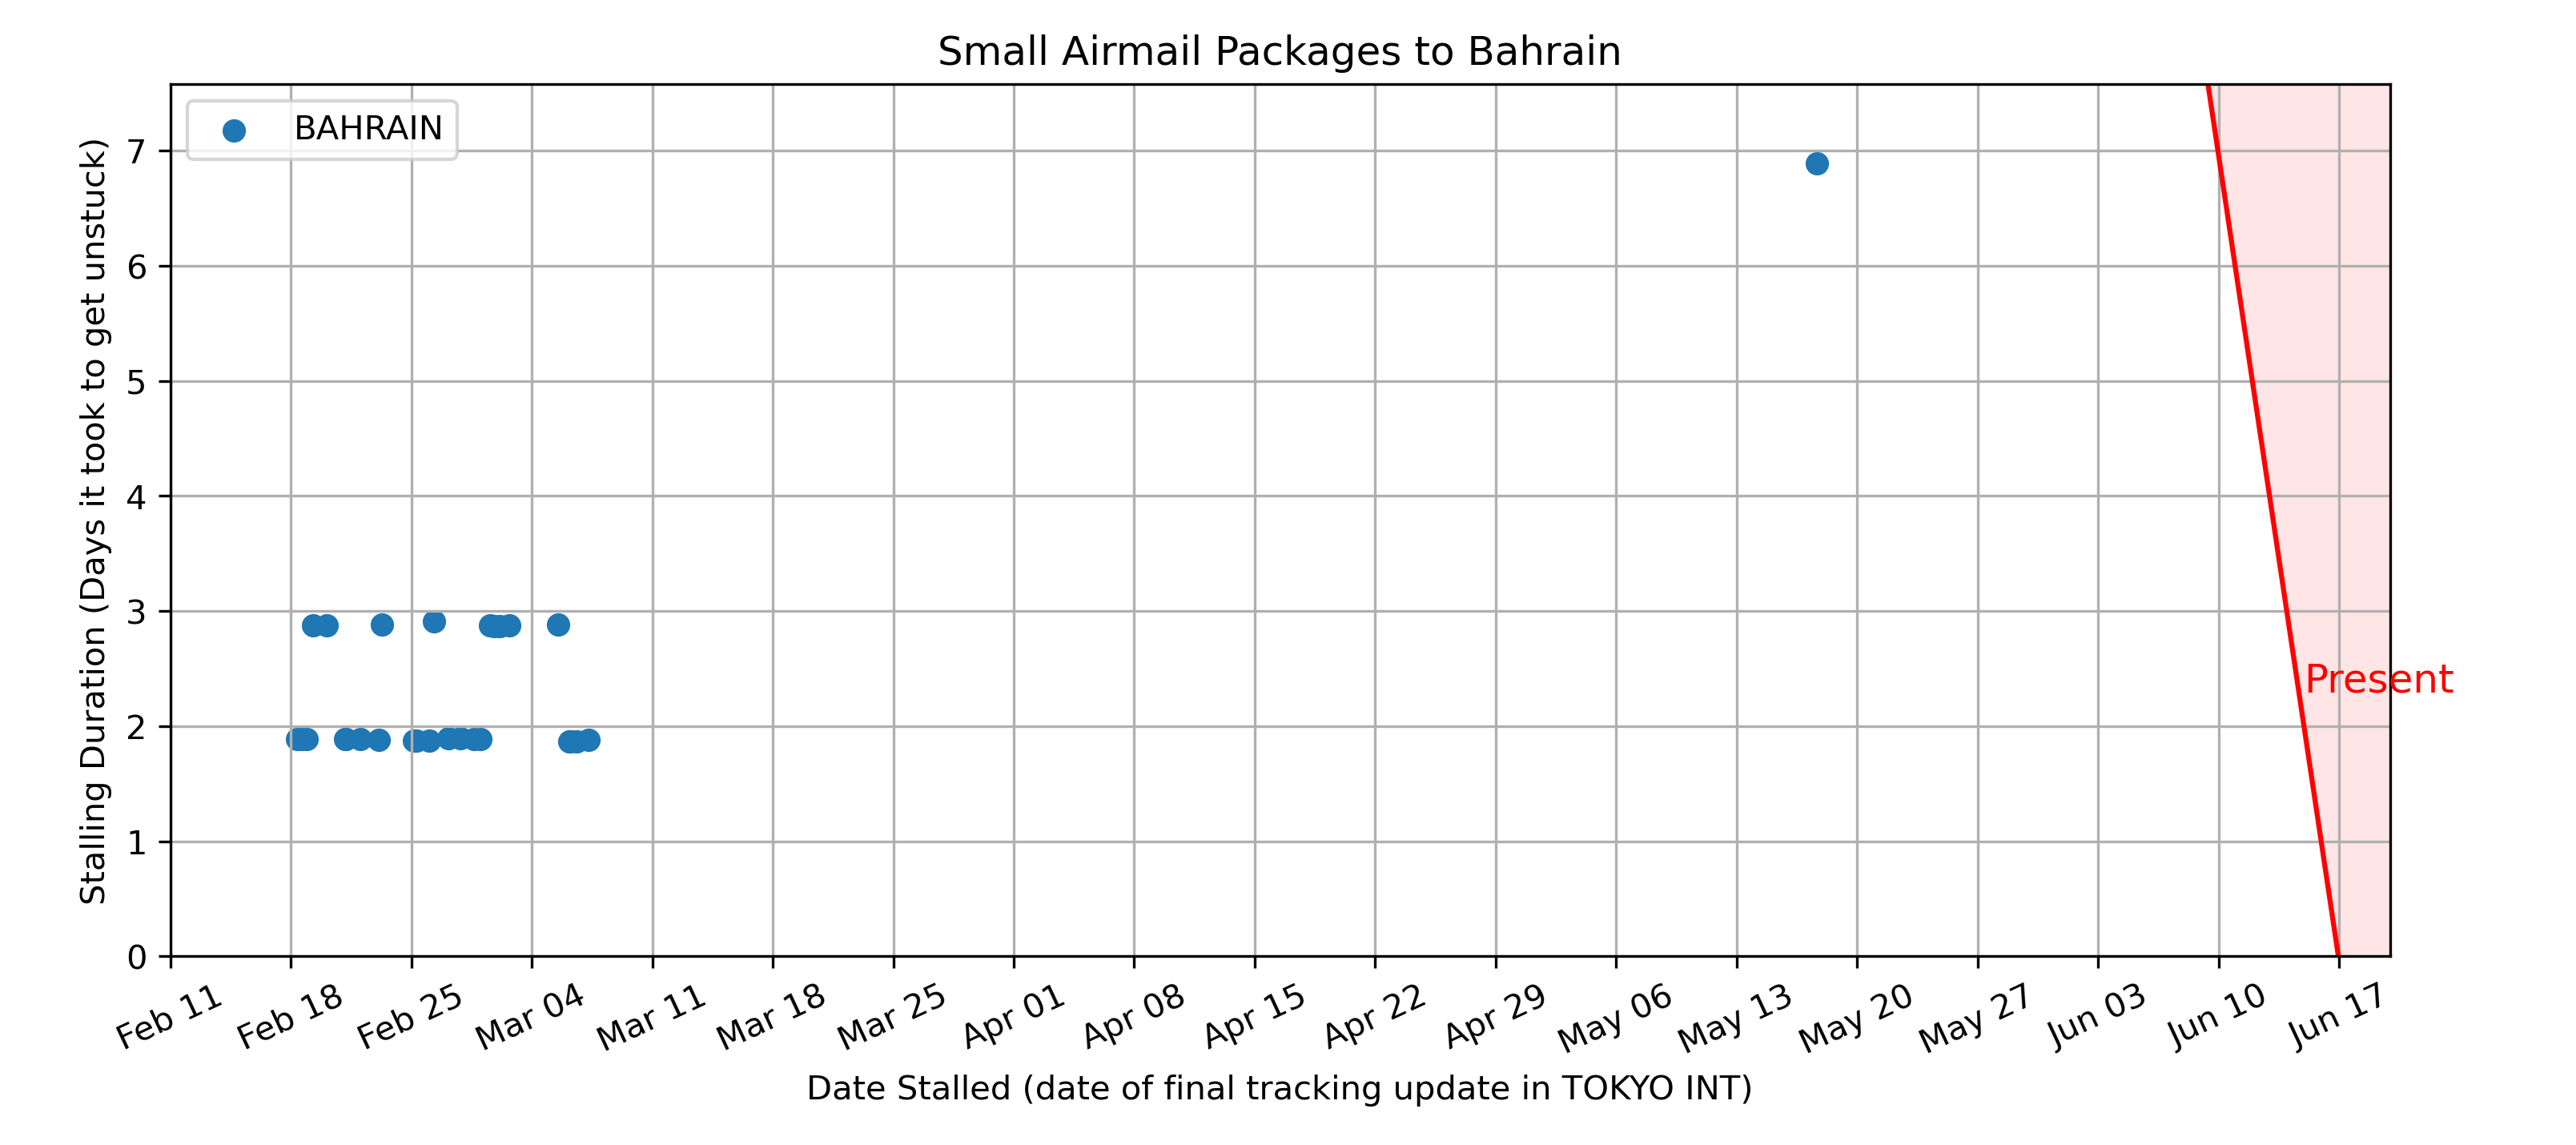 Small Airmail Packages to Bahrain
BAHRAIN
Stalling Duration (Days it took to get unstuck)
7
6
5
4
3
2
1
0
Present
Feb 11
Feb 18
Feb 25
Mar 04
Mar 11
Mar 18
Mar 25
Apr 01
Apr 08
Apr 15
Apr 22
Apr 29
May 06
May 13
May 20
May 27
Jun 03
Jun 10
Jun 17
Date Stalled (date of final tracking update in TOKYO INT)